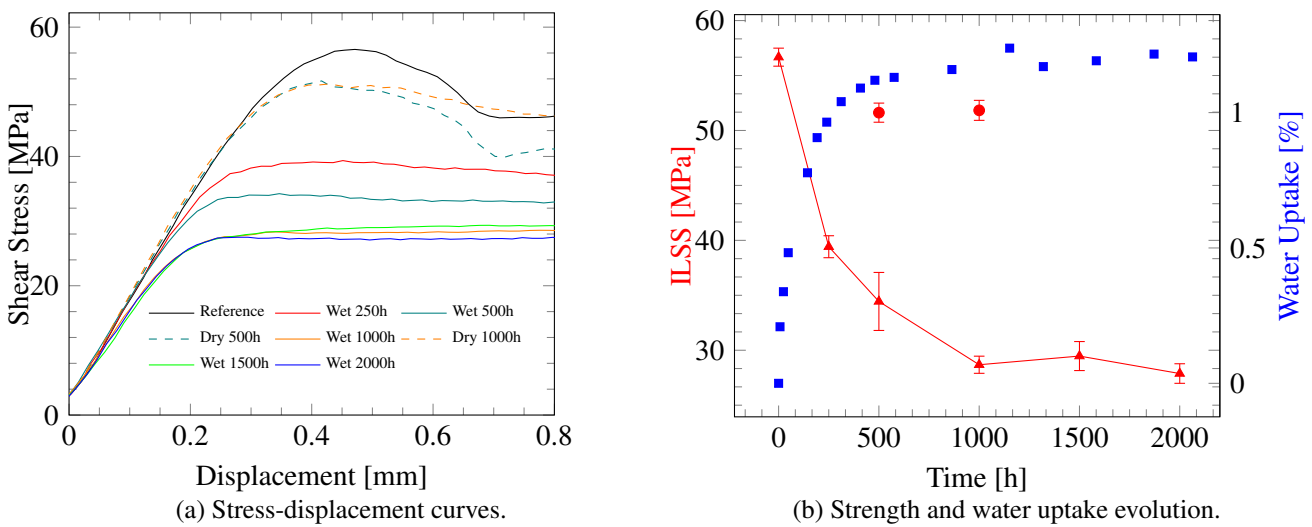 60
40
20
0
0
0.2
0.4
0.6
0.8
Shear Stress [MPa]
Displacement [mm]
Reference
Wet 250h
Wet 500h
Dry 500h
Wet 1000h
Dry 1000h
Wet 1500h
Wet 2000h
(a) Stress-displacement curves.
60
50
40
30
ILSS [MPa]
1
0.5
0
Water Uptake [%]
0
500
1000
1500
2000
Time [h]
(b) Strength and water uptake evolution.